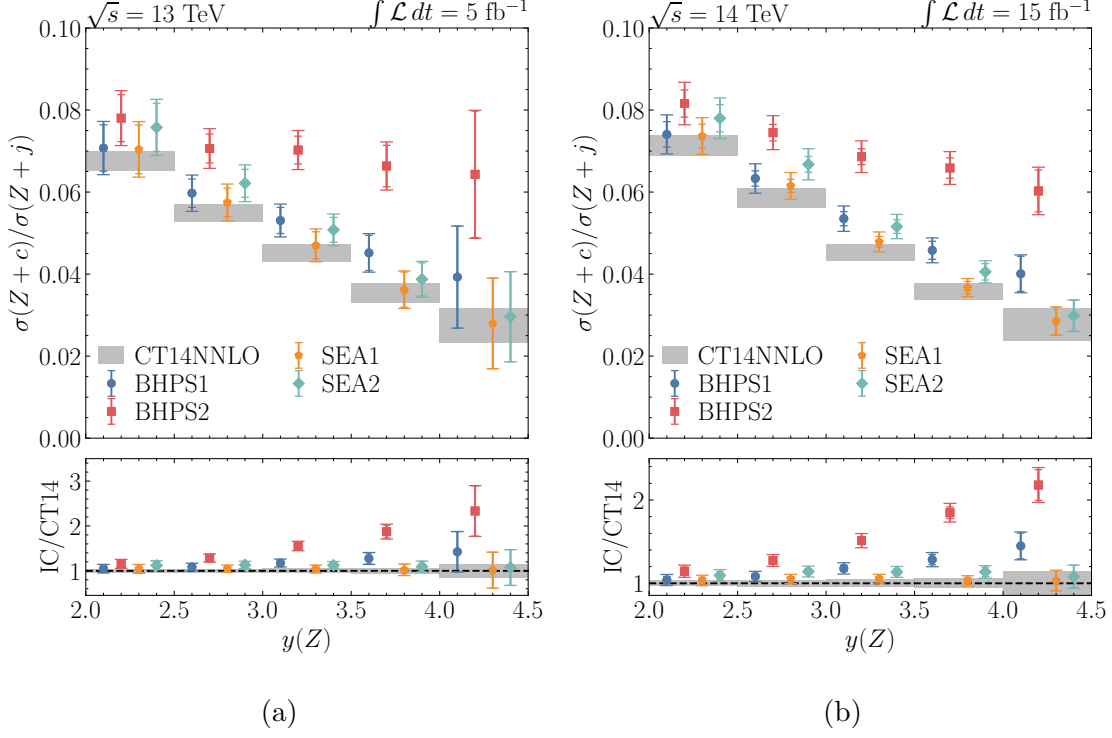 √s = 13 TeV ∫ 𝓛 dt = 5 fb⁻¹
σ(Z + c)/σ(Z + j)
0.10
0.08
0.06
0.04
0.02
0.00
CT14NNLO
BHPS1
BHPS2
SEA1
SEA2
IC/CT14
3
2
1
2.0 2.5 3.0 3.5 4.0 4.5
y(Z)
(a)
√s = 14 TeV ∫ 𝓛 dt = 15 fb⁻¹
σ(Z + c)/σ(Z + j)
0.10
0.08
0.06
0.04
0.02
0.00
CT14NNLO
BHPS1
BHPS2
SEA1
SEA2
IC/CT14
2
1
2.0 2.5 3.0 3.5 4.0 4.5
y(Z)
(b)